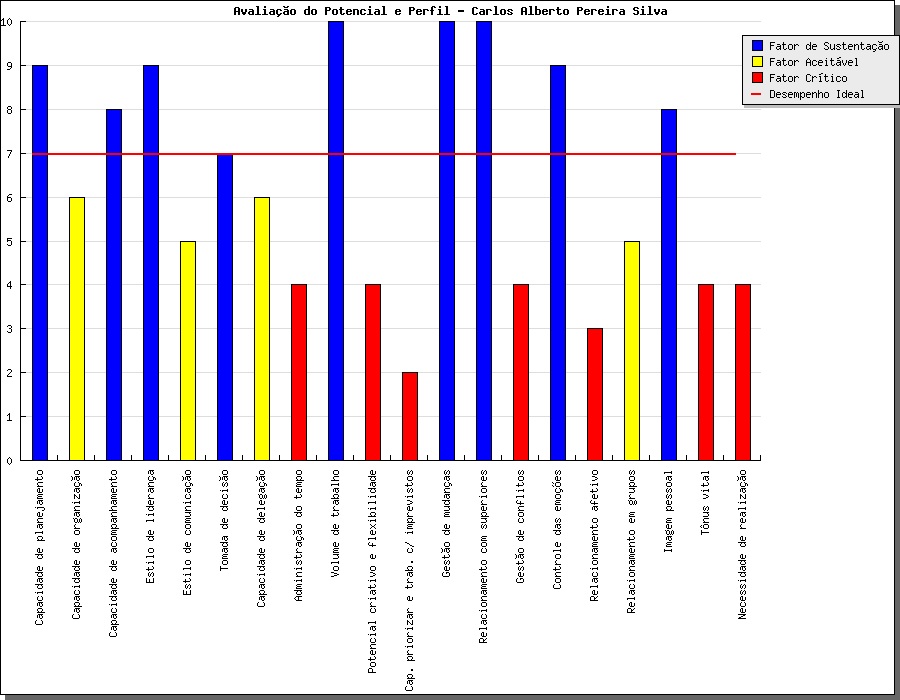 Avaliação do Potencial e Perfil - Carlos Alberto Pereira Silva
Fator de Sustentação
Fator Aceitável
Fator Crítico
Desempenho Ideal
10
9
8
7
6
5
4
3
2
1
0
Capacidade de planejamento
Capacidade de organização
Capacidade de acompanhamento
Estilo de liderança
Estilo de comunicação
Tomada de decisão
Capacidade de delegação
Administração do tempo
Volume de trabalho
Potencial criativo e flexibilidade
Cap. priorizar e trab. c/ imprevistos
Gestão de mudanças
Relacionamento com superiores
Gestão de conflitos
Controle das emoções
Relacionamento afetivo
Relacionamento em grupos
Imagem pessoal
Tônus vital
Necessidade de realização